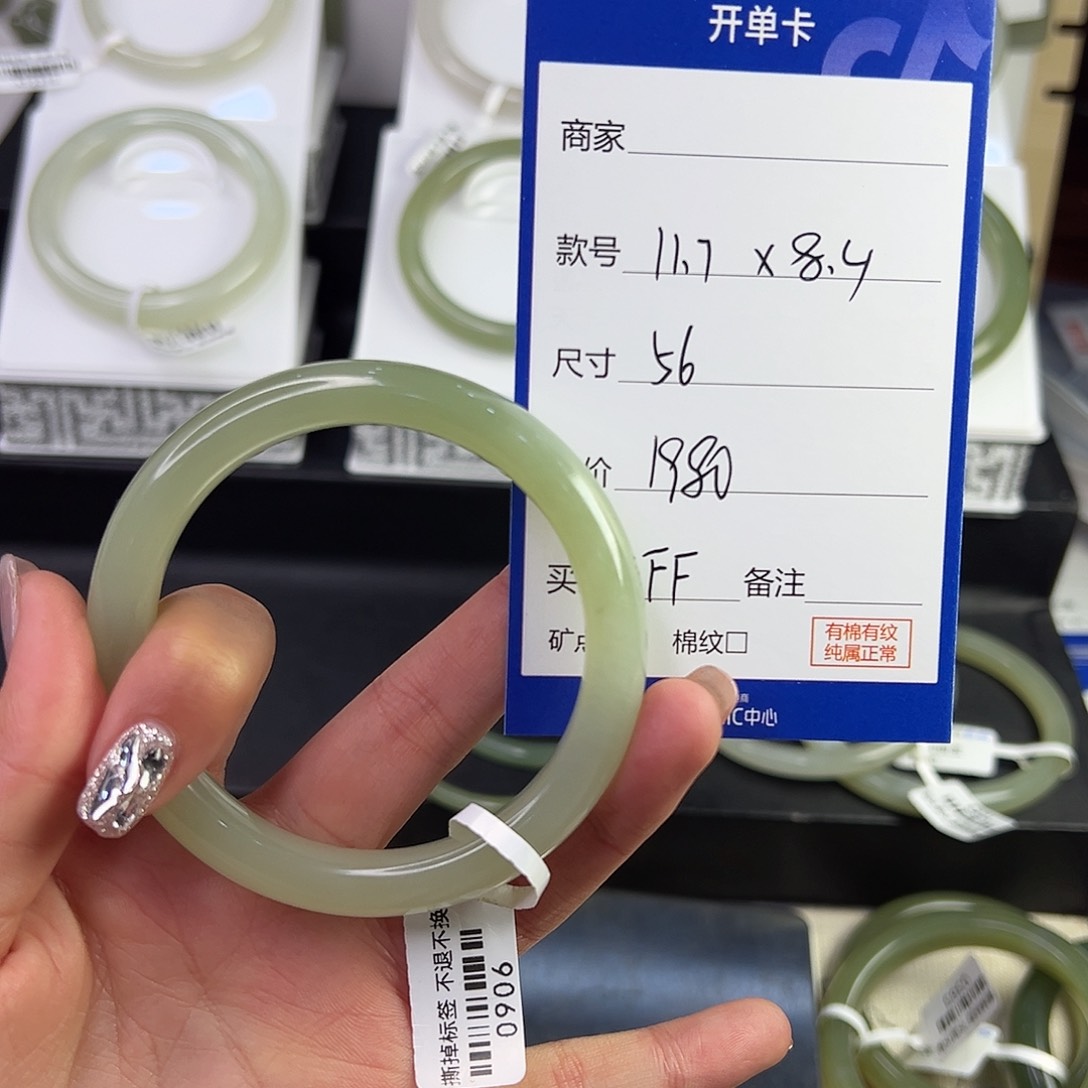 开单卡
商家
款号 11.7 x 8.4
尺寸 56
价 1980
买 FF 备注
矿点 棉纹□
有棉有纹
纯属正常
IC中心
撕掉标签 不退不换
0906